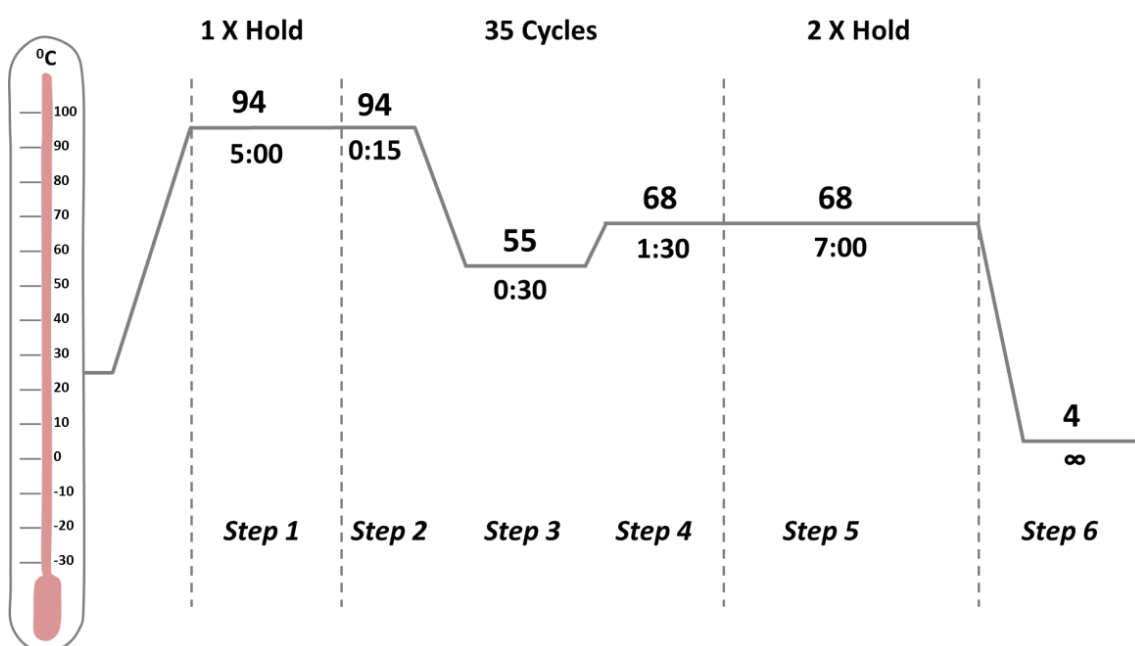 1 X Hold
35 Cycles
2 X Hold
⁰C
100
90
80
70
60
50
40
30
20
10
0
-10
-20
-30
94
5:00
94
0:15
55
0:30
68
1:30
68
7:00
4
∞
Step 1
Step 2
Step 3
Step 4
Step 5
Step 6